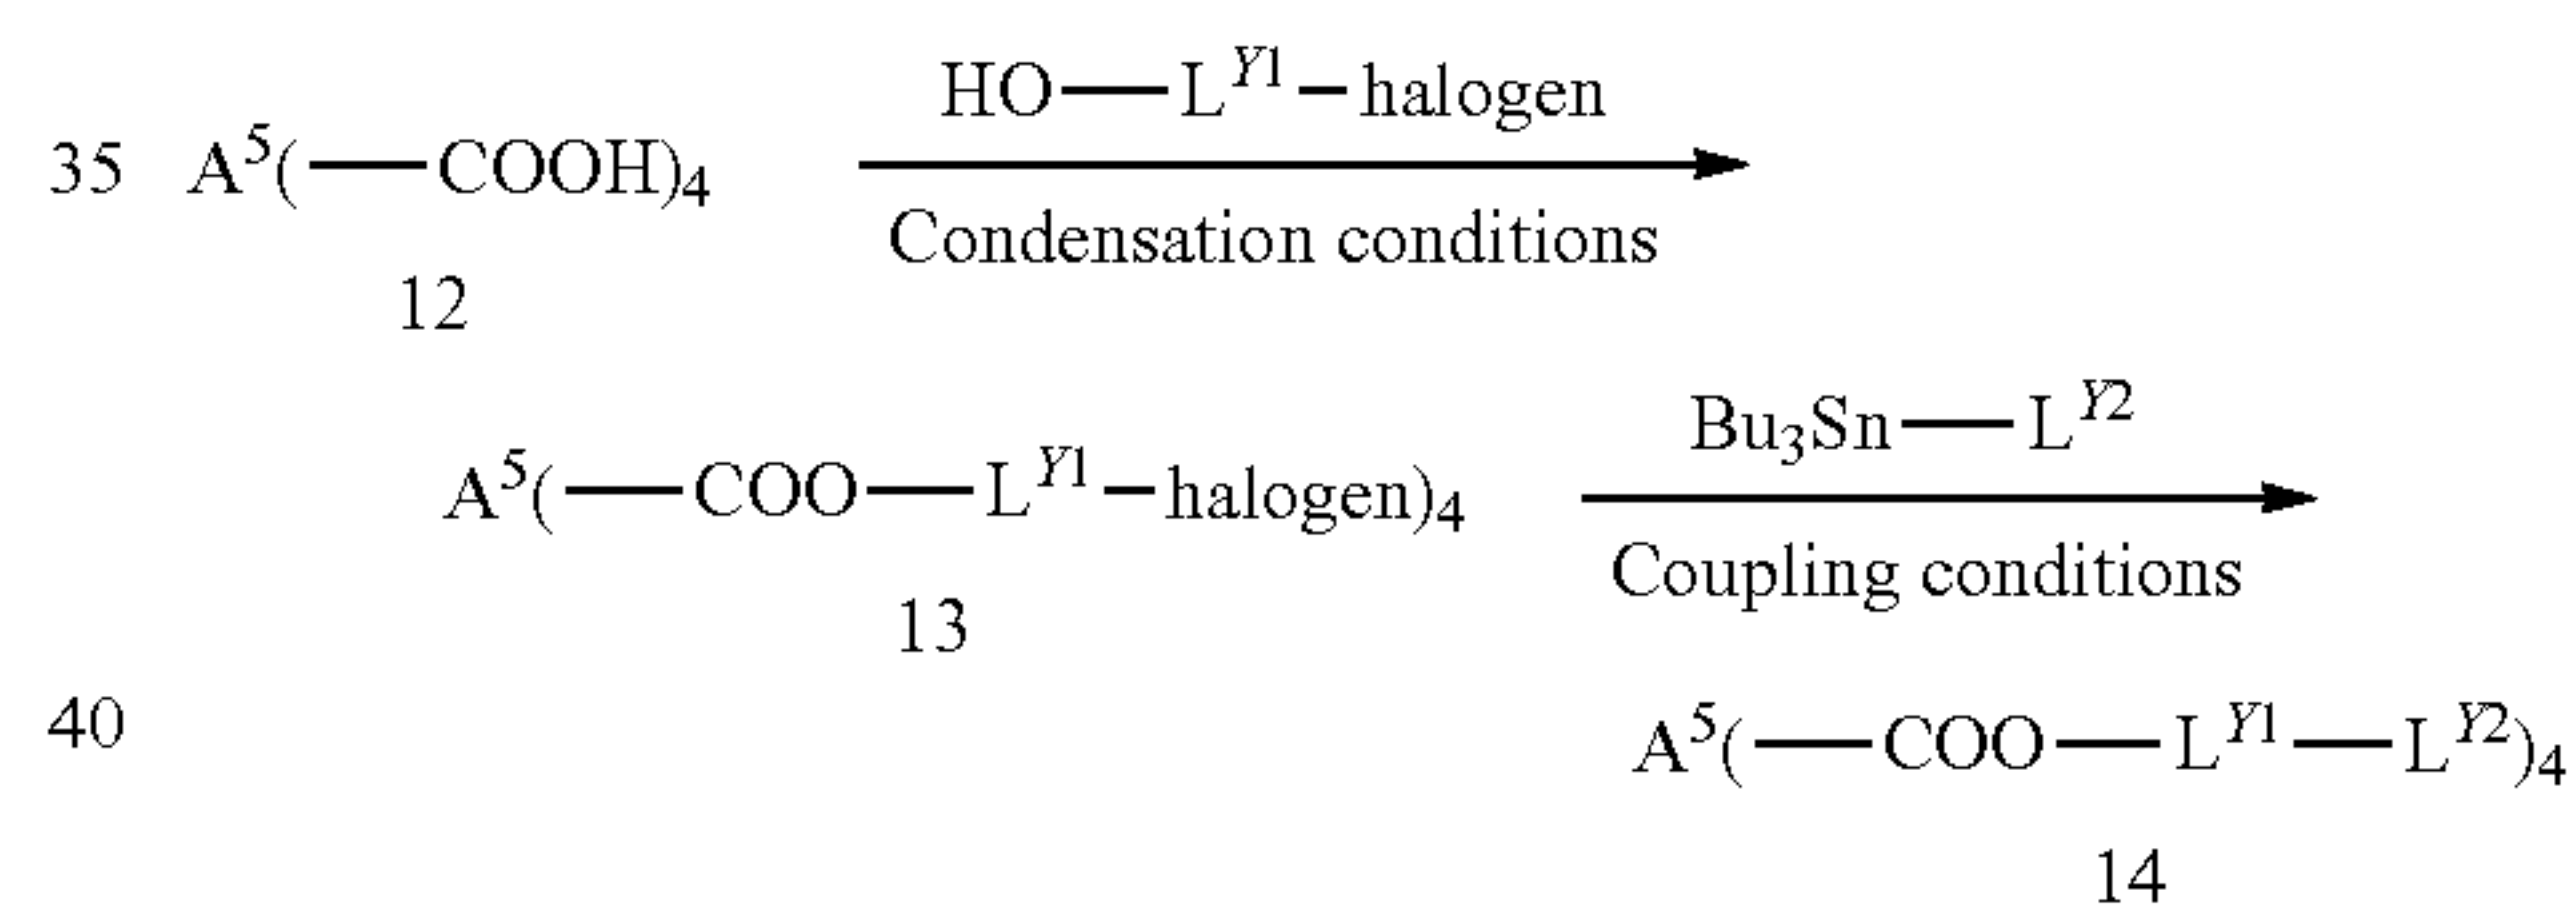 HO—L^Y1—halogen
35 A^5(—COOH)_4
Condensation conditions
12
Bu_3Sn—L^Y2
A^5(—COO—L^Y1—halogen)_4
Coupling conditions
13
40 A^5(—COO—L^Y1—L^Y2)_4
14